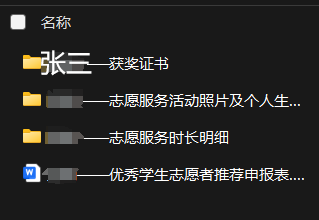 名称
张三——获奖证书
——志愿服务活动照片及个人生...
——志愿服务时长明细
——优秀学生志愿者推荐申报表....